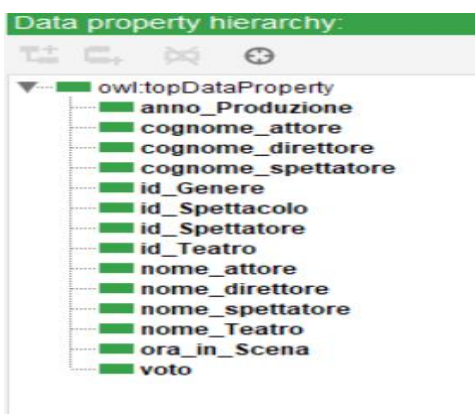 Data property hierarchy:
owl:topDataProperty
anno_Produzione
cognome_attore
cognome_direttore
cognome_spettatore
id_Genere
id_Spettacolo
id_Spettatore
id_Teatro
nome_attore
nome_direttore
nome_spettatore
nome_Teatro
ora_in_Scena
voto